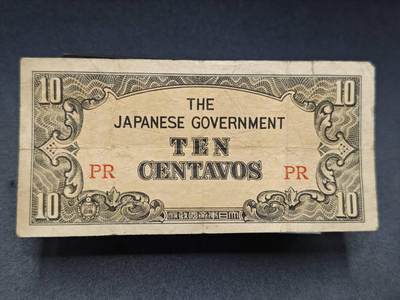 10 10
THE
JAPANESE GOVERNMENT
TEN
PR CENTAVOS PR
10 10